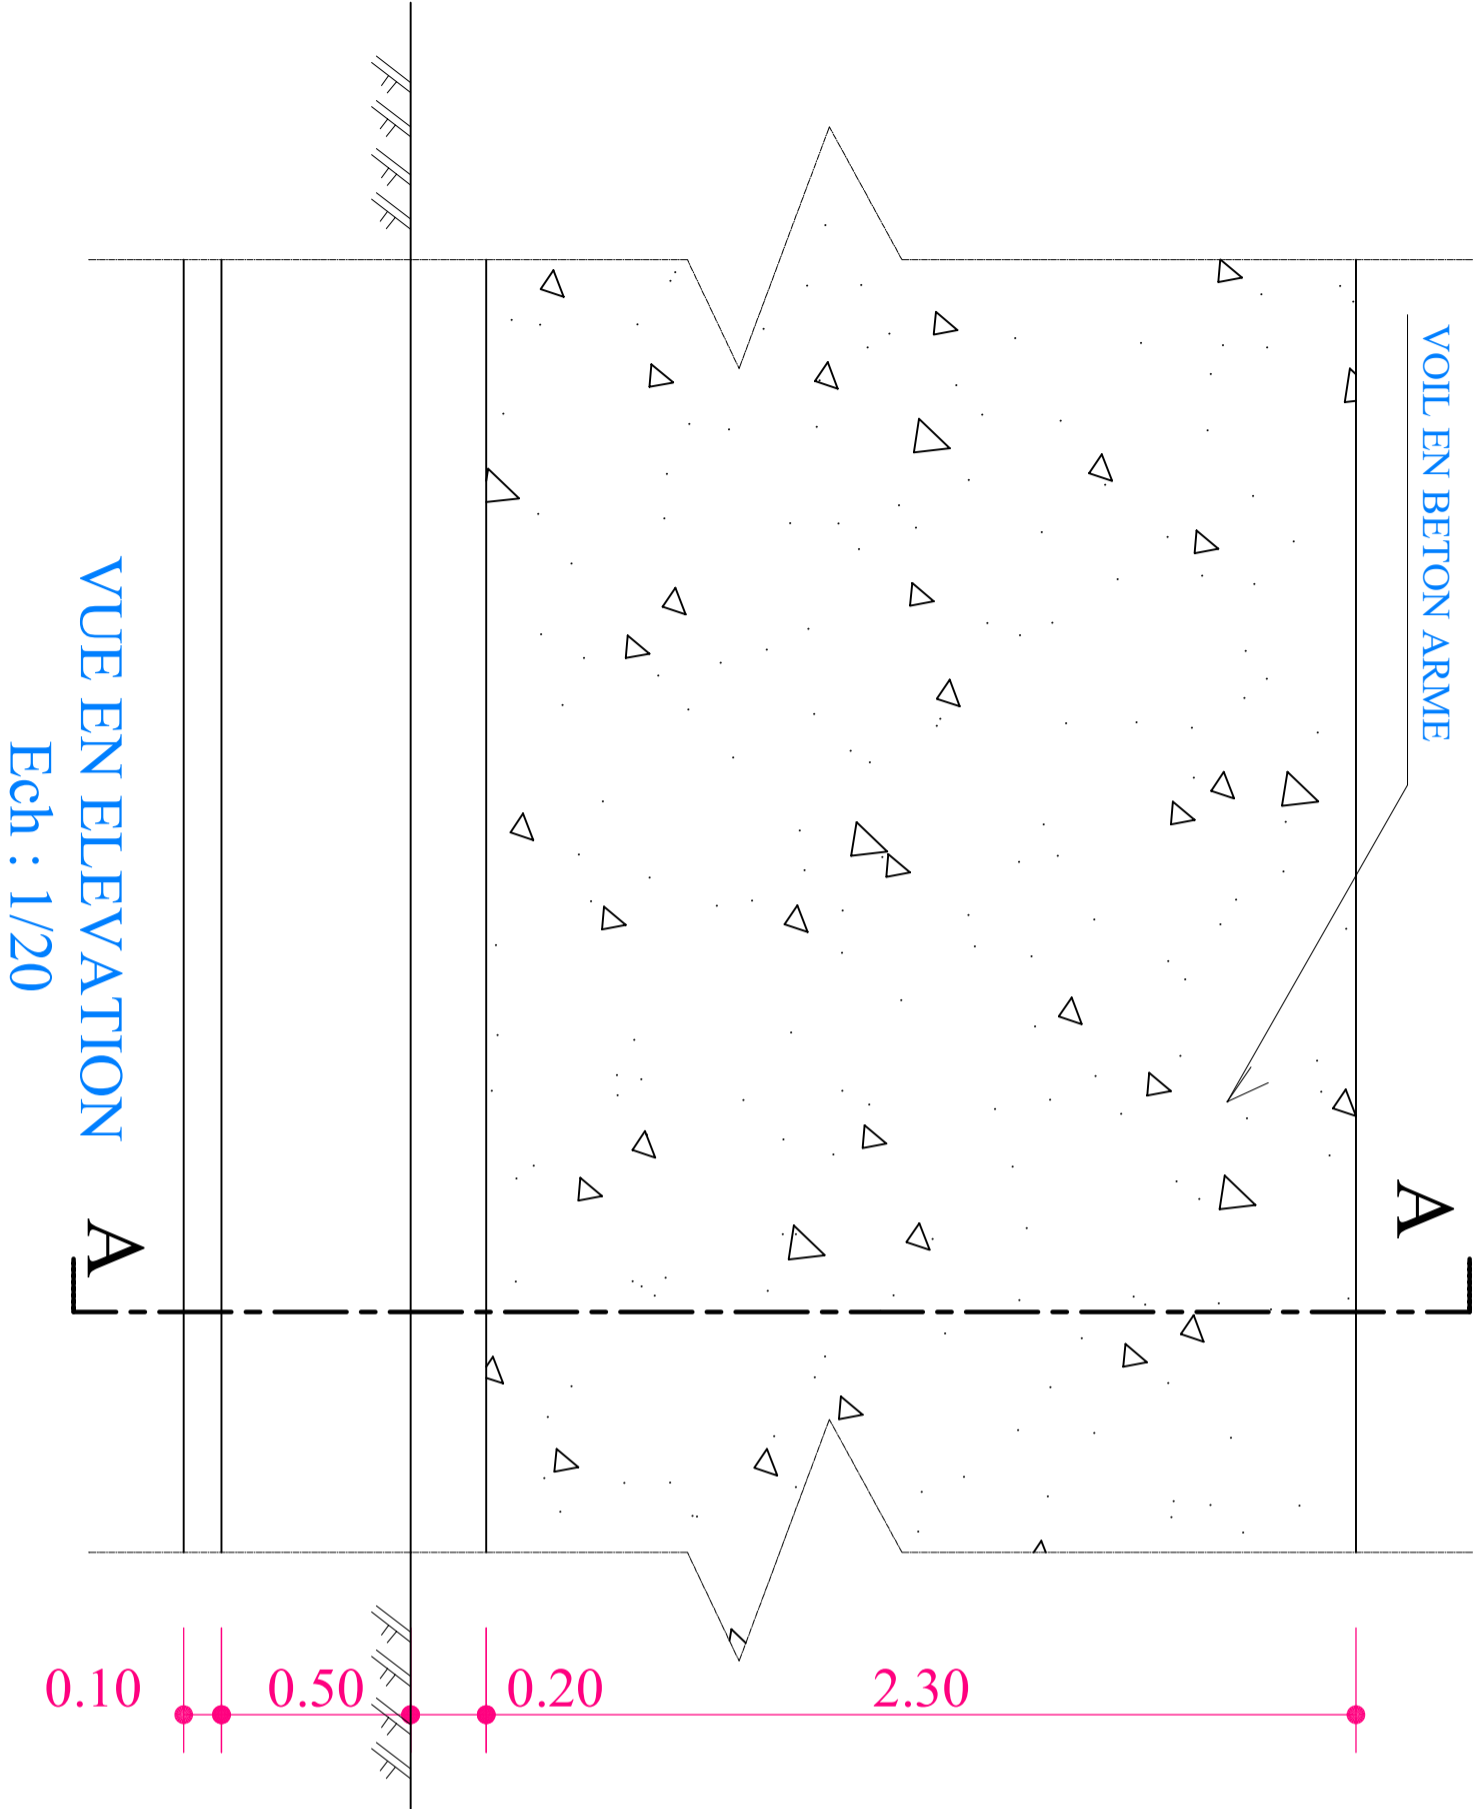 VOIL EN BETON ARME
A
A
VUE EN ELEVATION
Ech : 1/20
0.10
0.50
0.20
2.30